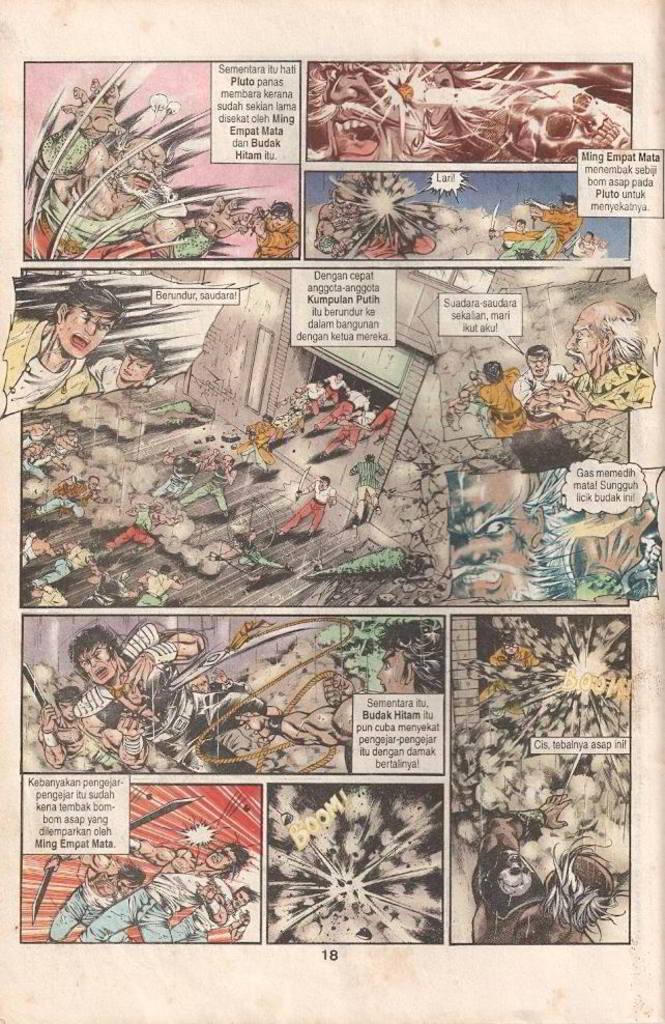 Sementara itu hati
Pluto panas
membara kerana
sudah sekian lama
disekat oleh Ming
Empat Mata
dan Budak
Hitam itu.
Ming Empat Mata
menembak sebiji
bom asap pada
Pluto untuk
menyekatnya.
Lari!
Berundur, saudara!
Dengan cepat
anggota-anggota
Kumpulan Putih
itu berundur ke
dalam bangunan
dengan ketua mereka.
Suadara-saudara
sekalian, mari
ikut aku!
Gas memedih
mata! Sungguh
licik budak ini!
Sementara itu,
Budak Hitam itu
pun cuba menyekat
pengejar-pengejar
itu dengan damak
bertalinya!
BOOM!
Cis, tebalnya asap ini!
Kebanyakan pengejar-
pengejar itu sudah
kena tembak bom-
bom asap yang
dilemparkan oleh
Ming Empat Mata.
BOOM!
18